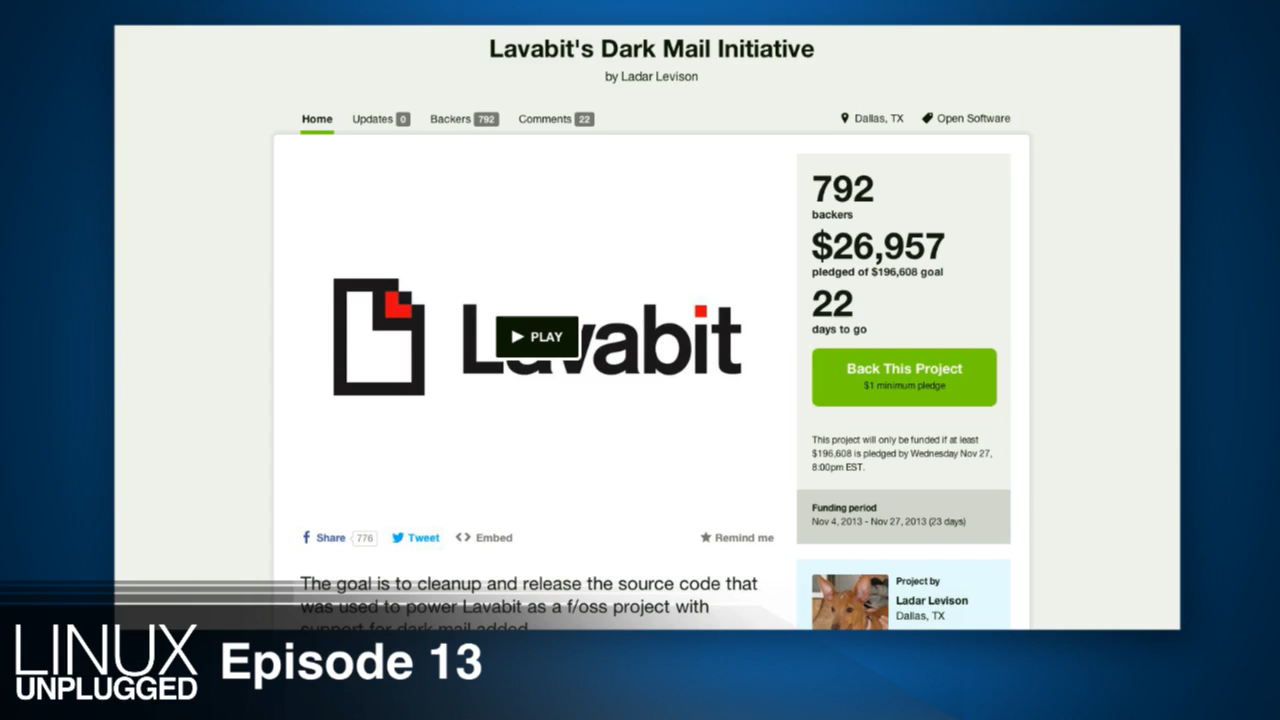 Lavabit's Dark Mail Initiative
by Ladar Levison
Home Updates 0 Backers 792 Comments 22
Dallas, TX Open Software
Lavabit
PLAY
792
backers
$26,957
pledged of $196,608 goal
22
days to go
Back This Project
$1 minimum pledge
This project will only be funded if at least
$196,608 is pledged by Wednesday Nov 27,
8:00pm EST.
Funding period
Nov 4, 2013 - Nov 27, 2013 (23 days)
Share 776 Tweet Embed Remind me
The goal is to cleanup and release the source code that
was used to power Lavabit as a f/oss project with
support for dark mail added
Project by
Ladar Levison
Dallas, TX
LINUX
UNPLUGGED
Episode 13